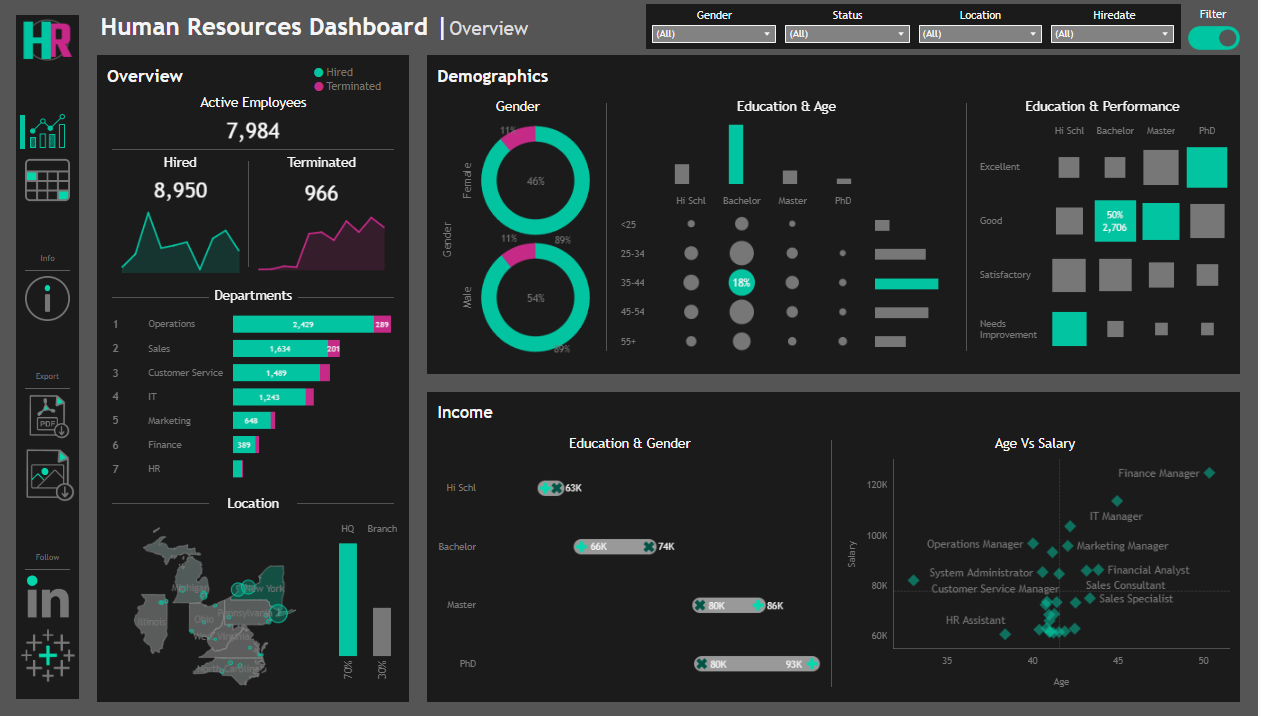 HR
Human Resources Dashboard | Overview
Gender Status Location Hiredate Filter
(All) (All) (All) (All)
Overview
Hired
Terminated
Active Employees
7,984
Hired Terminated
8,950 966
Departments
1 Operations 2,429 289
2 Sales 1,634 201
3 Customer Service 1,489
4 IT 1,243
5 Marketing 648
6 Finance 389
7 HR
Location
HQ Branch
Michigan
New York
Illinois
Ohio
Pennsylvania
West Virginia
North Carolina
70% 30%
Info
Export
PDF
Follow
in
Demographics
Gender
Gender
Female
11%
46%
89%
Male
11%
54%
89%
Education & Age
Hi Schl Bachelor Master PhD
<25
25-34
35-44 18%
45-54
55+
Education & Performance
Hi Schl Bachelor Master PhD
Excellent
Good 50%
2,706
Satisfactory
Needs
Improvement
Income
Education & Gender
Hi Schl 63K
Bachelor 66K 74K
Master 80K 86K
PhD 80K 93K
Age Vs Salary
Salary
120K
100K
80K
60K
Finance Manager
IT Manager
Operations Manager
Marketing Manager
System Administrator
Financial Analyst
Customer Service Manager
Sales Consultant
Sales Specialist
HR Assistant
35 40 45 50
Age